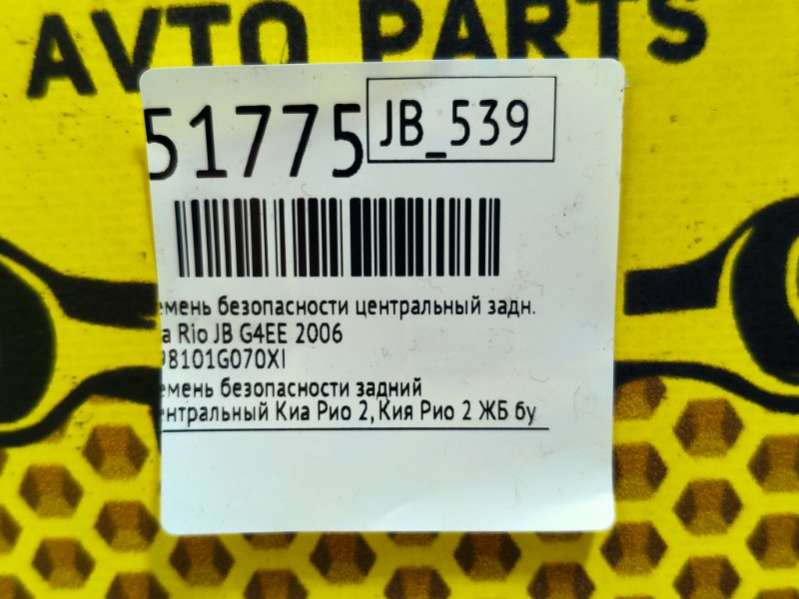 AVTO PARTS
51775 JB_539
емень безопасности центральный задн.
a Rio JB G4EE 2006
98101G070XI
емень безопасности задний
ентральный Киа Рио 2,Кия Рио 2 ЖБ бу